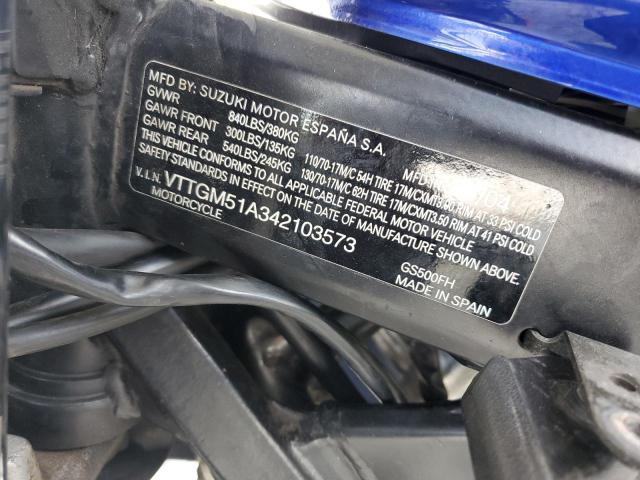 MFD BY: SUZUKI MOTOR ESPAÑA S.A.
GVWR 840LBS/380KG MFD 04
GAWR FRONT 300LBS/135KG 110/70-17M/C 54H TIRE 17M/CXMT3.00 RIM AT 33 PSI COLD
GAWR REAR 540LBS/245KG 130/70-17M/C 62H TIRE 17M/CXMT3.50 RIM AT 41 PSI COLD
THIS VEHICLE CONFORMS TO ALL APPLICABLE FEDERAL MOTOR VEHICLE
SAFETY STANDARDS IN EFFECT ON THE DATE OF MANUFACTURE SHOWN ABOVE.
V.I.N. VTTGM51A342103573
MOTORCYCLE GS500FH
MADE IN SPAIN